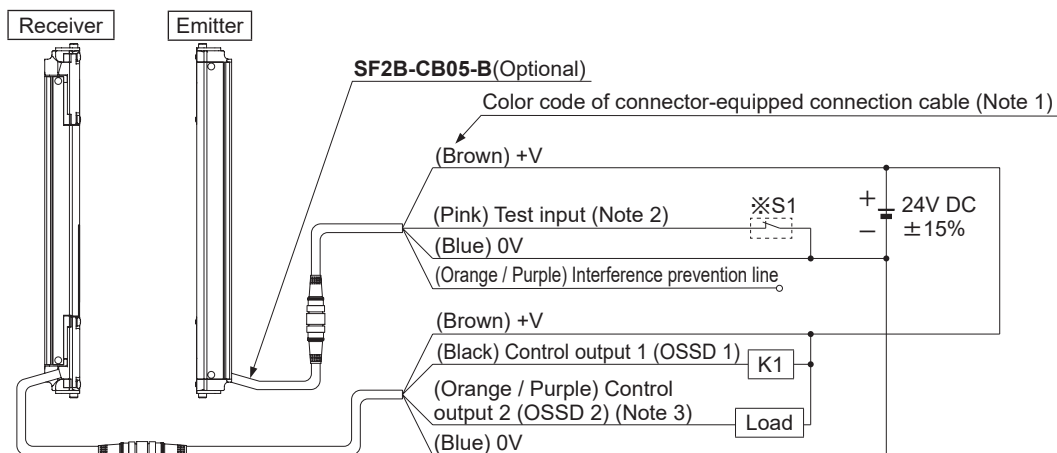 Receiver
Emitter
SF2B-CB05-B(Optional)
Color code of connector-equipped connection cable (Note 1)
(Brown) +V
(Pink) Test input (Note 2)
※S1
+
−
24V DC
±15%
(Blue) 0V
(Orange / Purple) Interference prevention line
(Brown) +V
(Black) Control output 1 (OSSD 1)
K1
(Orange / Purple) Control
output 2 (OSSD 2) (Note 3)
Load
(Blue) 0V